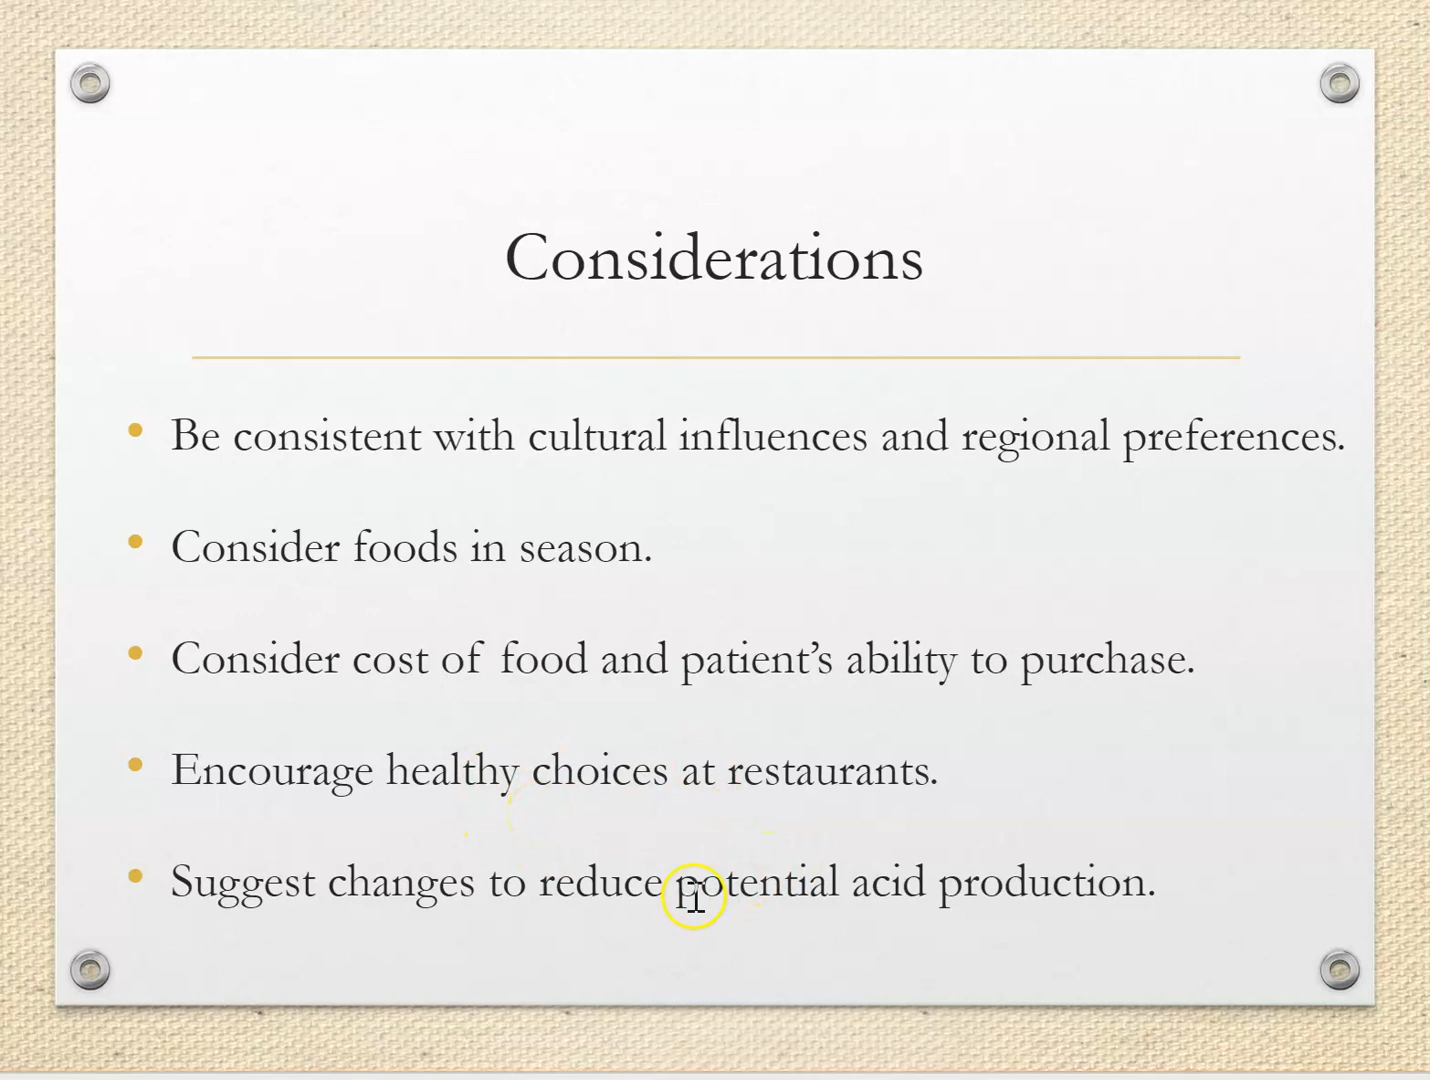 Considerations
Be consistent with cultural influences and regional preferences.
Consider foods in season.
Consider cost of food and patient’s ability to purchase.
Encourage healthy choices at restaurants.
Suggest changes to reduce potential acid production.